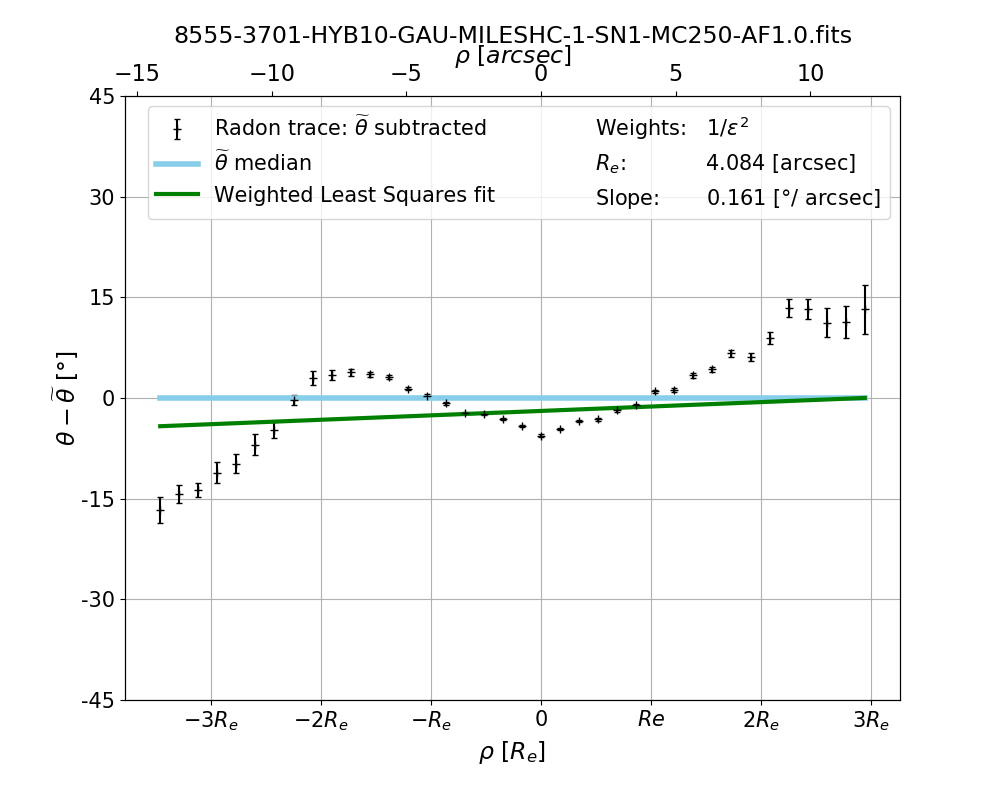 8555-3701-HYB10-GAU-MILESHC-1-SN1-MC250-AF1.0.fits
ρ [arcsec]
−15 −10 −5 0 5 10
Radon trace: θ̃ subtracted
θ̃ median
Weighted Least Squares fit
Weights: 1/ε²
Rₑ: 4.084 [arcsec]
Slope: 0.161 [°/ arcsec]
45
30
15
0
-15
-30
-45
θ − θ̃ [°]
−3Rₑ −2Rₑ −Rₑ 0 Re 2Rₑ 3Rₑ
ρ [Rₑ]